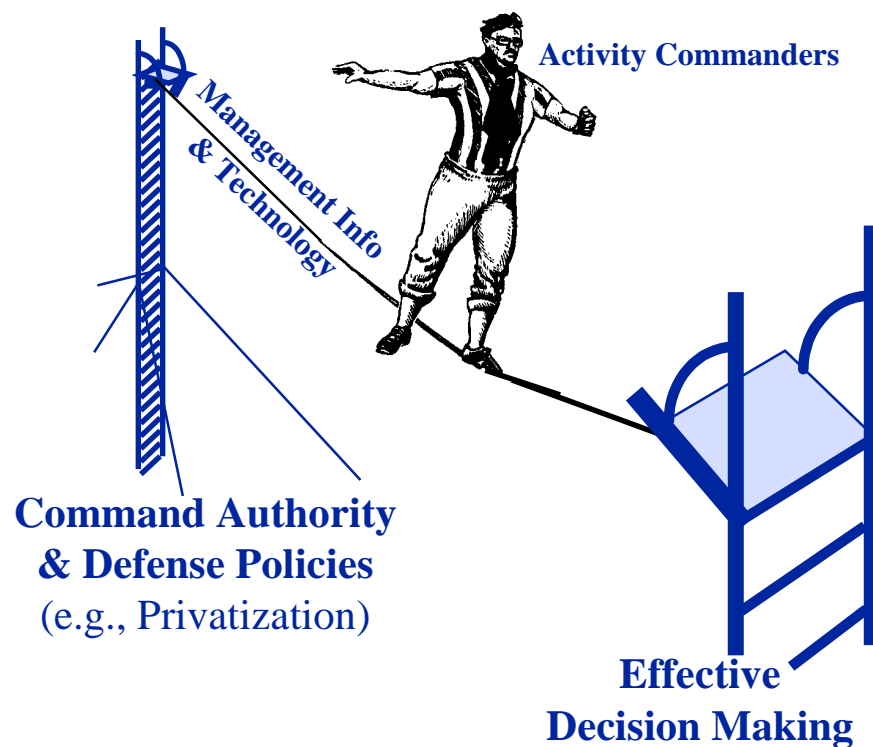 Activity Commanders
Management Info
& Technology
Command Authority
& Defense Policies
(e.g., Privatization)
Effective
Decision Making